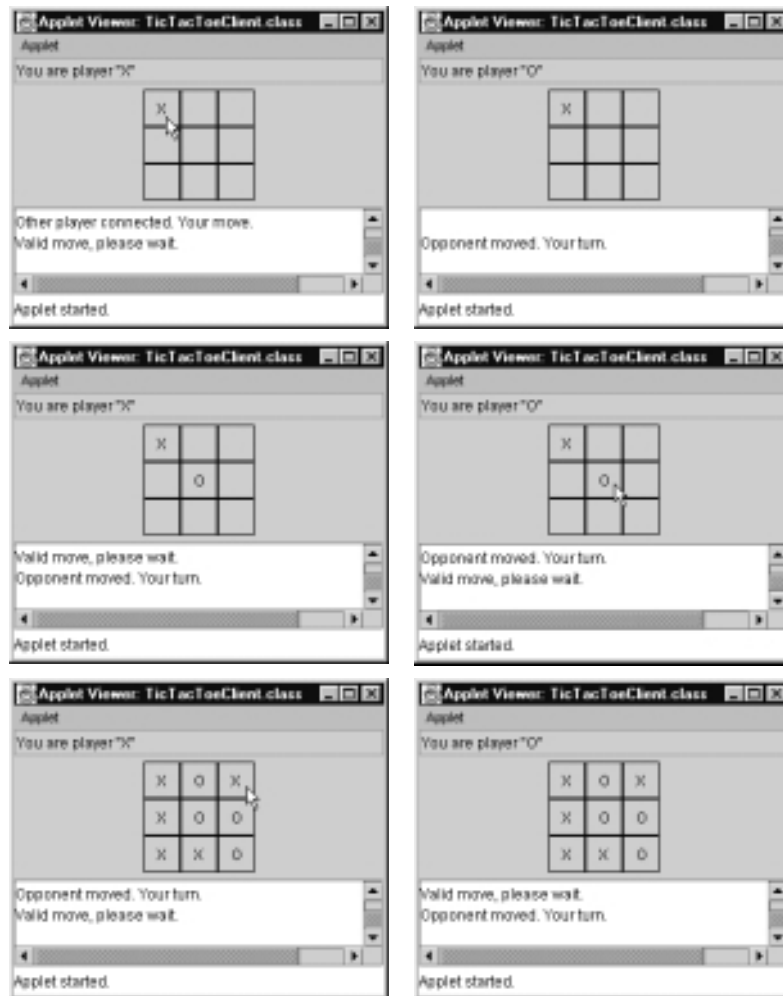 Applet Viewer: TicTacToeClient.class
Applet
You are player "X"
X
Other player connected. Your move.
Valid move, please wait.
Applet started.
Applet Viewer: TicTacToeClient.class
Applet
You are player "O"
X
Opponent moved. Your turn.
Applet started.
Applet Viewer: TicTacToeClient.class
Applet
You are player "X"
X
O
Valid move, please wait.
Opponent moved. Your turn.
Applet started.
Applet Viewer: TicTacToeClient.class
Applet
You are player "O"
X
O
Opponent moved. Your turn.
Valid move, please wait.
Applet started.
Applet Viewer: TicTacToeClient.class
Applet
You are player "X"
X O X
X O O
X X O
Opponent moved. Your turn.
Valid move, please wait.
Applet started.
Applet Viewer: TicTacToeClient.class
Applet
You are player "O"
X O X
X O O
X X O
Valid move, please wait.
Opponent moved. Your turn.
Applet started.